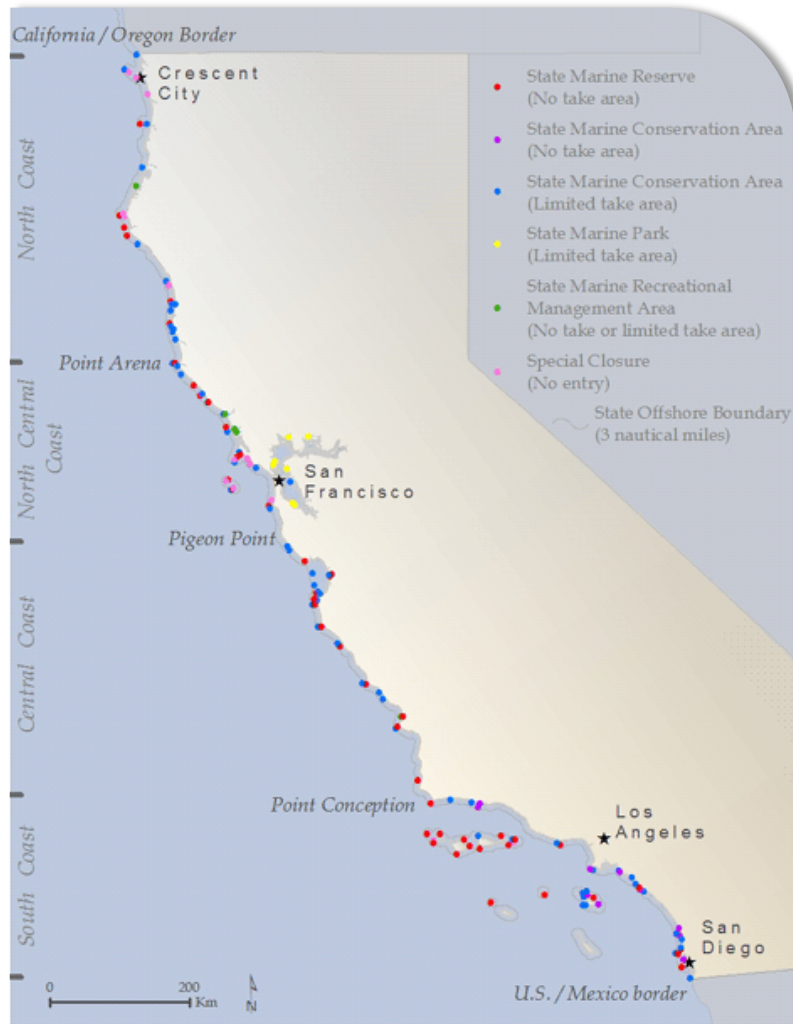 California / Oregon Border
Crescent
City
State Marine Reserve
(No take area)
State Marine Conservation Area
(No take area)
State Marine Conservation Area
(Limited take area)
State Marine Park
(Limited take area)
State Marine Recreational
Management Area
(No take or limited take area)
Special Closure
(No entry)
State Offshore Boundary
(3 nautical miles)
North Coast
Point Arena
North Central
Coast
San
Francisco
Pigeon Point
Central Coast
Point Conception
Los
Angeles
South Coast
San
Diego
U.S. / Mexico border
0 200
Km
N